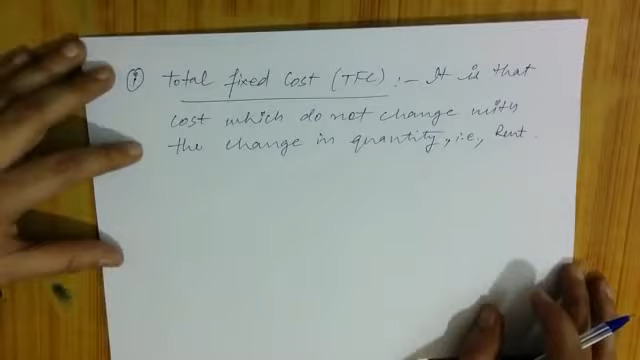 (i) Total fixed cost (TFC) :- It is that
cost which do not change with
the change in quantity, i.e., Rent.